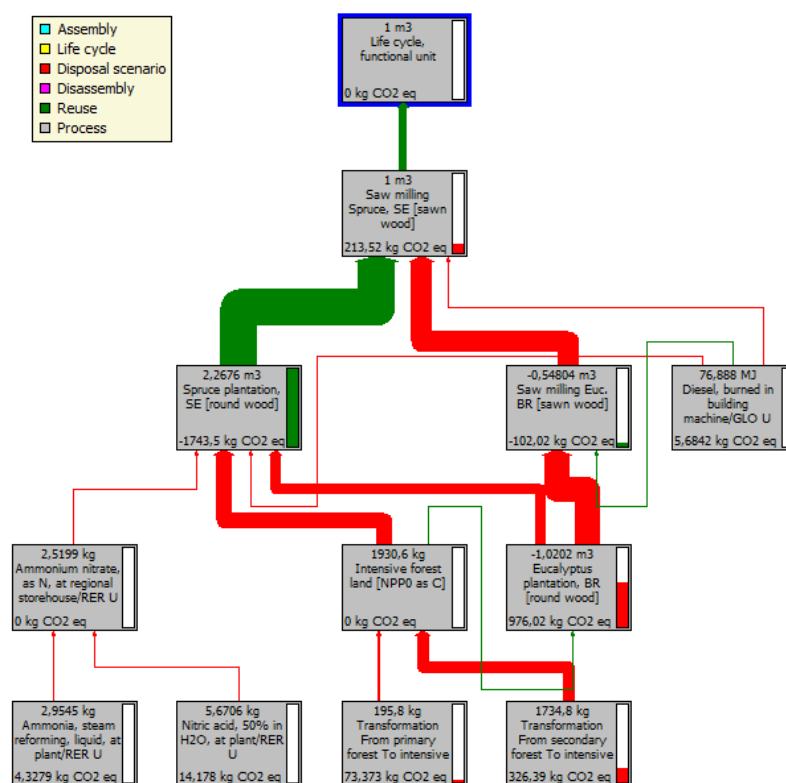 Assembly
Life cycle
Disposal scenario
Disassembly
Reuse
Process
1 m3
Life cycle,
functional unit
0 kg CO2 eq
1 m3
Saw milling
Spruce, SE [sawn
wood]
213,52 kg CO2 eq
2,2676 m3
Spruce plantation,
SE [round wood]
-1743,5 kg CO2 eq
-0,54804 m3
Saw milling Euc.
BR [sawn wood]
-102,02 kg CO2 eq
76,888 MJ
Diesel, burned in
building
machine/GLO U
5,6842 kg CO2 eq
2,5199 kg
Ammonium nitrate,
as N, at regional
storehouse/RER U
0 kg CO2 eq
1930,6 kg
Intensive forest
land [NPP0 as C]
0 kg CO2 eq
-1,0202 m3
Eucalyptus
plantation, BR
[round wood]
976,02 kg CO2 eq
2,9545 kg
Ammonia, steam
reforming, liquid, at
plant/RER U
4,3279 kg CO2 eq
5,6706 kg
Nitric acid, 50% in
H2O, at plant/RER
U
14,178 kg CO2 eq
195,8 kg
Transformation
From primary
forest To intensive
73,373 kg CO2 eq
1734,8 kg
Transformation
From secondary
forest To intensive
326,39 kg CO2 eq